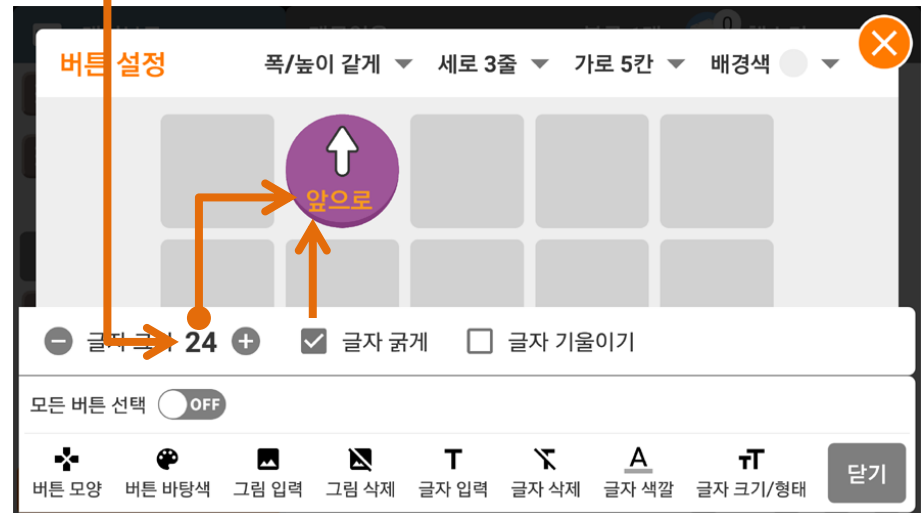 버튼 설정 폭/높이 같게 세로 3줄 가로 5칸 배경색
앞으로
글자 크기 24 글자 굵게 글자 기울이기
모든 버튼 선택 OFF
버튼 모양 버튼 바탕색 그림 입력 그림 삭제 글자 입력 글자 삭제 글자 색깔 글자 크기/형태 닫기